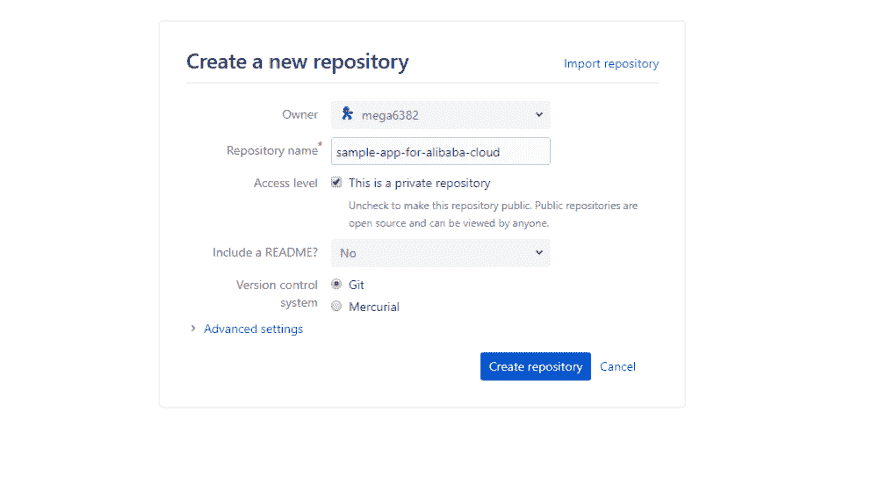 Create a new repository
Import repository
Owner
mega6382
Repository name*
sample-app-for-alibaba-cloud
Access level
This is a private repository
Uncheck to make this repository public. Public repositories are
open source and can be viewed by anyone.
Include a README?
No
Version control
system
Git
Mercurial
Advanced settings
Create repository
Cancel